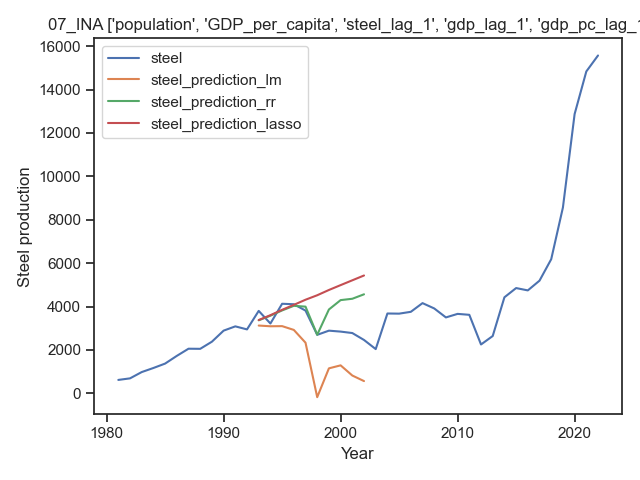 07_INA ['population', 'GDP_per_capita', 'steel_lag_1', 'gdp_lag_1', 'gdp_pc_lag_1
steel
steel_prediction_lm
steel_prediction_rr
steel_prediction_lasso
16000
14000
12000
10000
8000
6000
4000
2000
0
Steel production
1980
1990
2000
2010
2020
Year